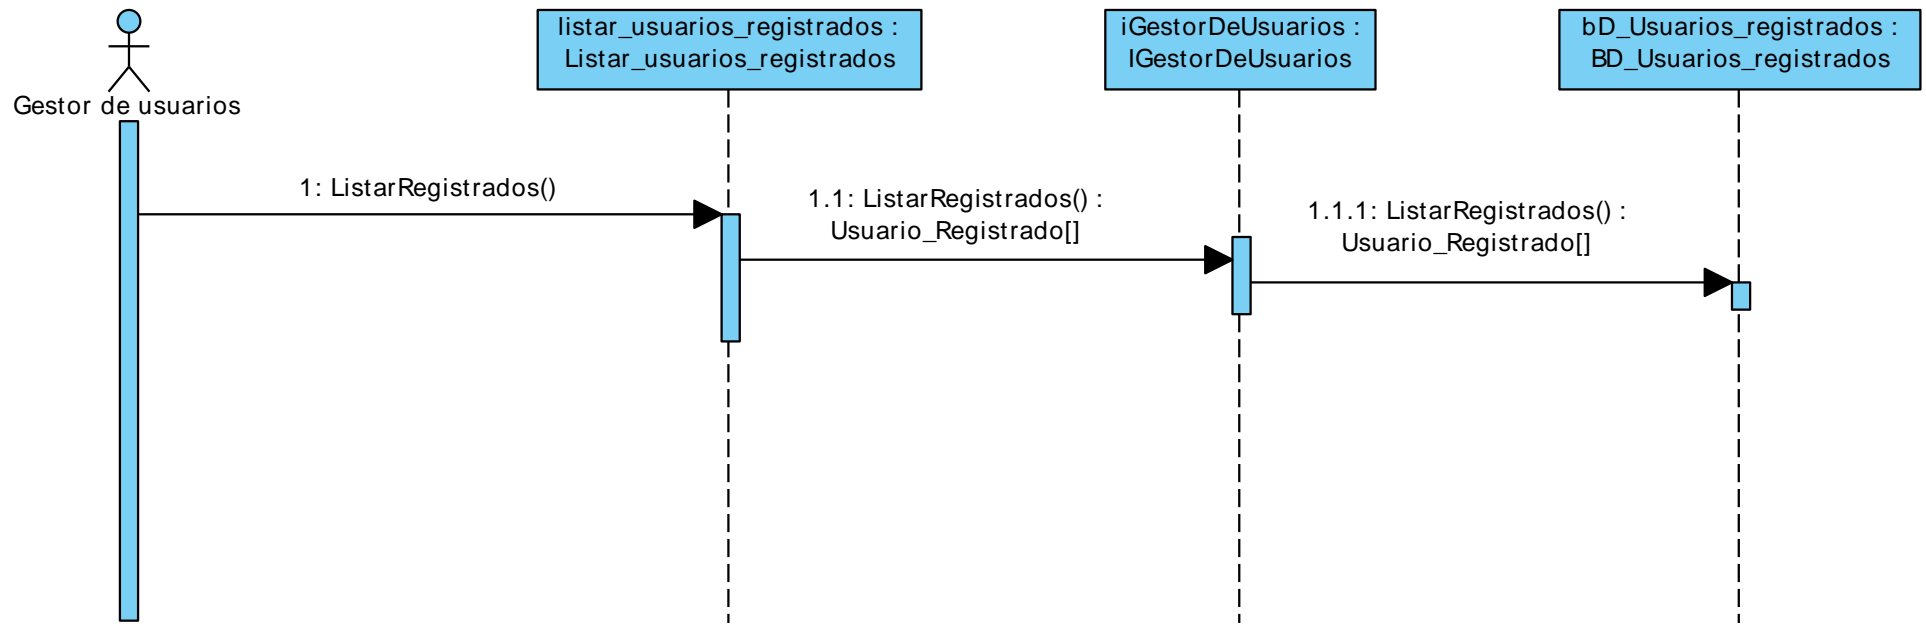 Gestor de usuarios
listar_usuarios_registrados :
Listar_usuarios_registrados
iGestorDeUsuarios :
IGestorDeUsuarios
bD_Usuarios_registrados :
BD_Usuarios_registrados
1: ListarRegistrados()
1.1: ListarRegistrados() :
Usuario_Registrado[]
1.1.1: ListarRegistrados() :
Usuario_Registrado[]